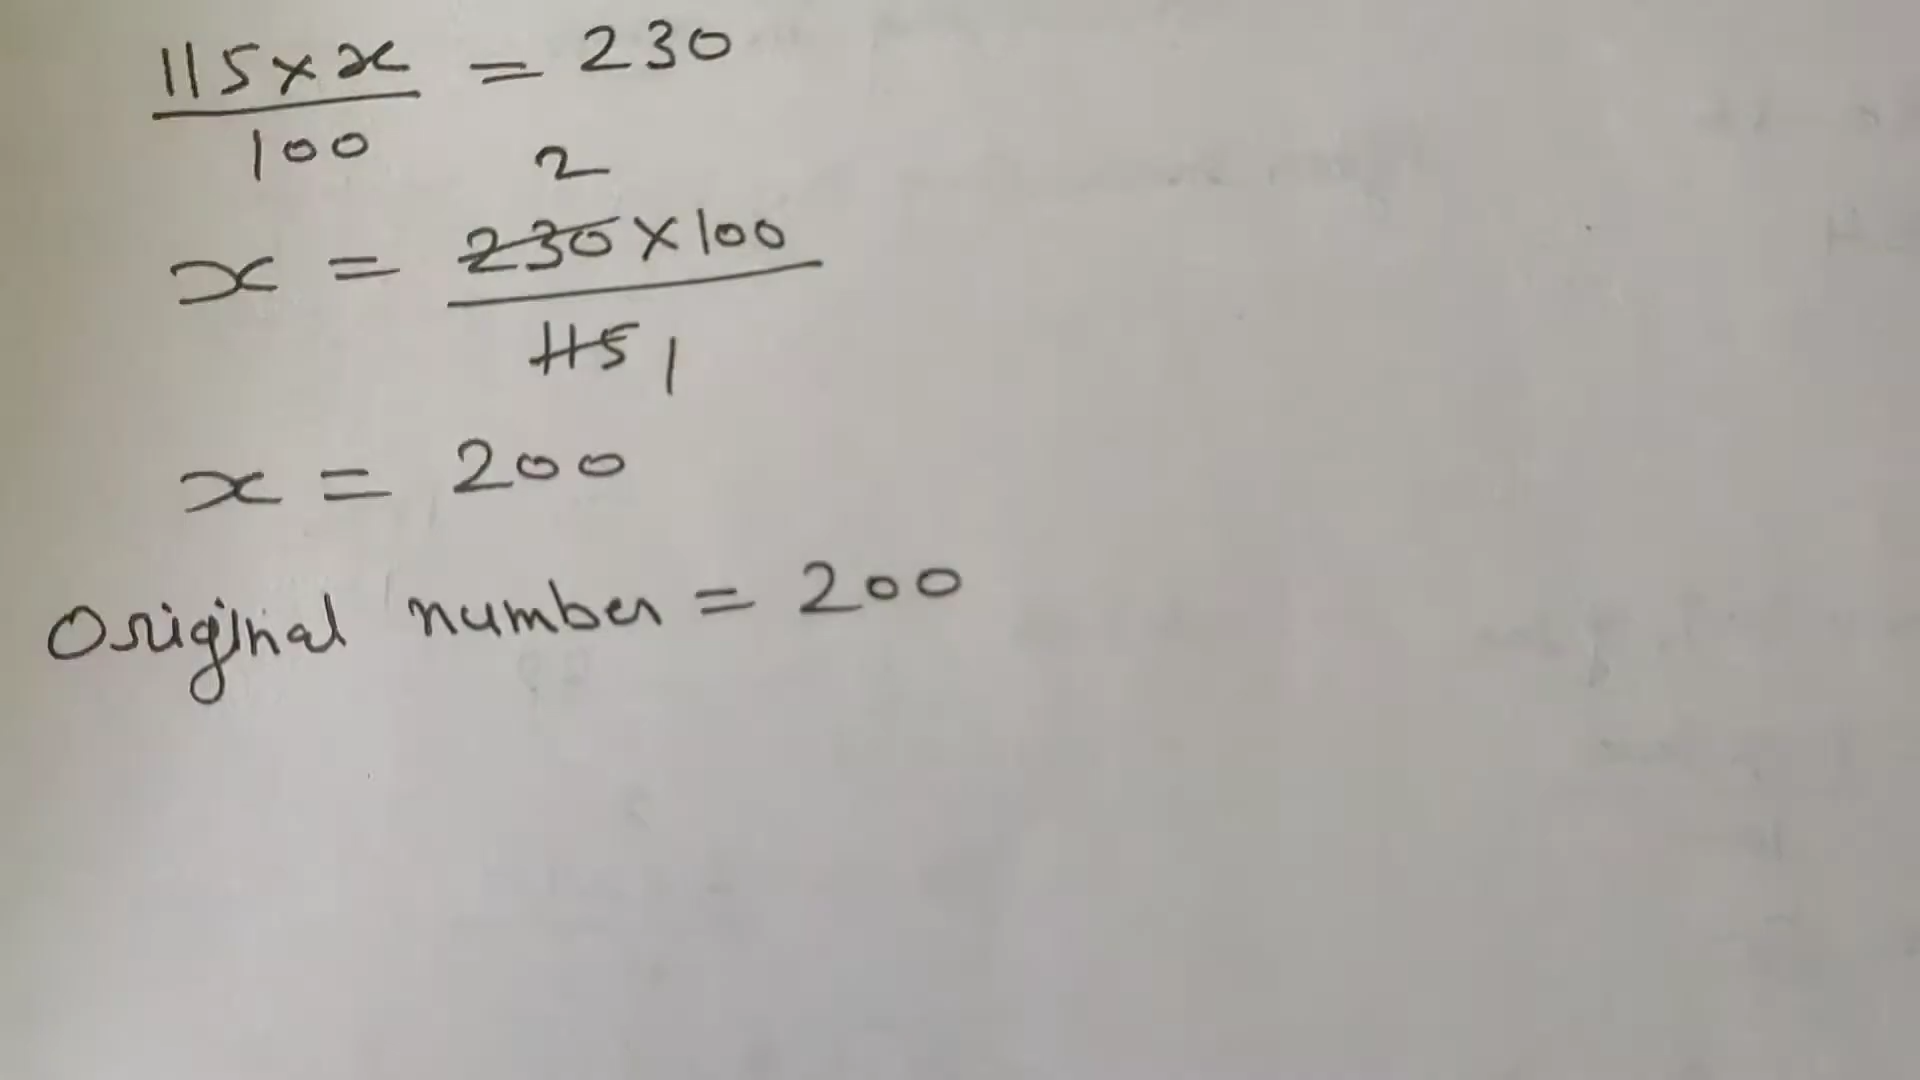 115 × x = 230
100
2
x = 230 × 100
115 1
x = 200
Original number = 200